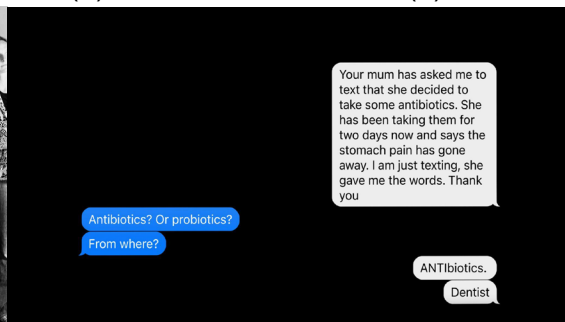 Your mum has asked me to
text that she decided to
take some antibiotics. She
has been taking them for
two days now and says the
stomach pain has gone
away. I am just texting, she
gave me the words. Thank
you
Antibiotics? Or probiotics?
From where?
ANTIbiotics.
Dentist